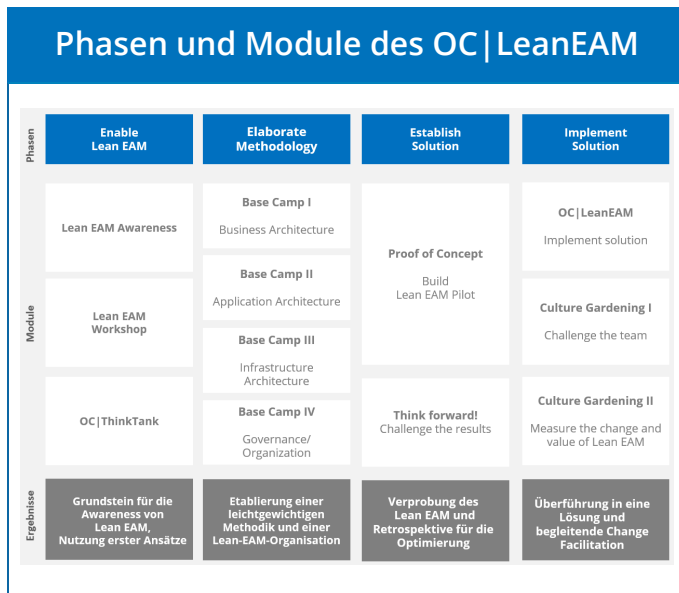 Phasen und Module des OC|LeanEAM
Phasen
Enable
Lean EAM
Elaborate
Methodology
Establish
Solution
Implement
Solution
Module
Lean EAM Awareness
Lean EAM
Workshop
OC|ThinkTank
Base Camp I
Business Architecture
Base Camp II
Application Architecture
Base Camp III
Infrastructure
Architecture
Base Camp IV
Governance/
Organization
Proof of Concept
Build
Lean EAM Pilot
Think forward!
Challenge the results
OC|LeanEAM
Implement solution
Culture Gardening I
Challenge the team
Culture Gardening II
Measure the change and
value of Lean EAM
Ergebnisse
Grundstein für die
Awareness von
Lean EAM,
Nutzung erster Ansätze
Etablierung einer
leichtgewichtigen
Methodik und einer
Lean-EAM-Organisation
Verprobung des
Lean EAM und
Retrospektive für die
Optimierung
Überführung in eine
Lösung und
begleitende Change
Facilitation